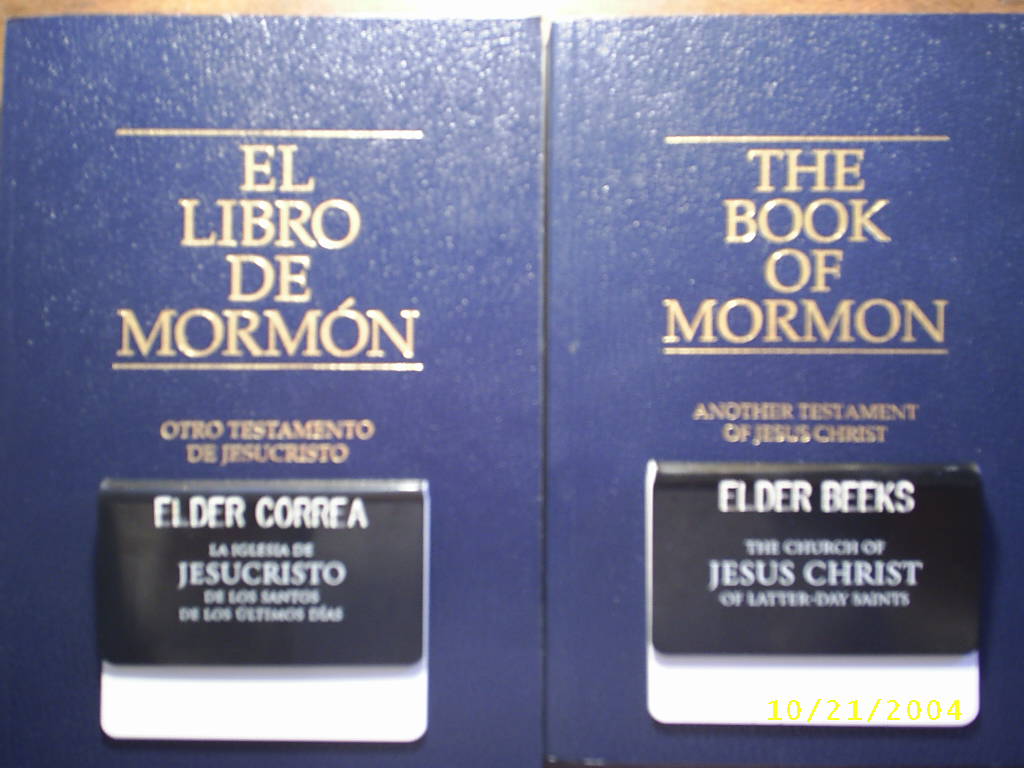 EL
LIBRO
DE
MORMÓN
OTRO TESTAMENTO
DE JESUCRISTO
ELDER CORREA
LA IGLESIA DE
JESUCRISTO
DE LOS SANTOS
DE LOS ÚLTIMOS DÍAS
THE
BOOK
OF
MORMON
ANOTHER TESTAMENT
OF JESUS CHRIST
ELDER BEEKS
THE CHURCH OF
JESUS CHRIST
OF LATTER-DAY SAINTS
10/21/2004